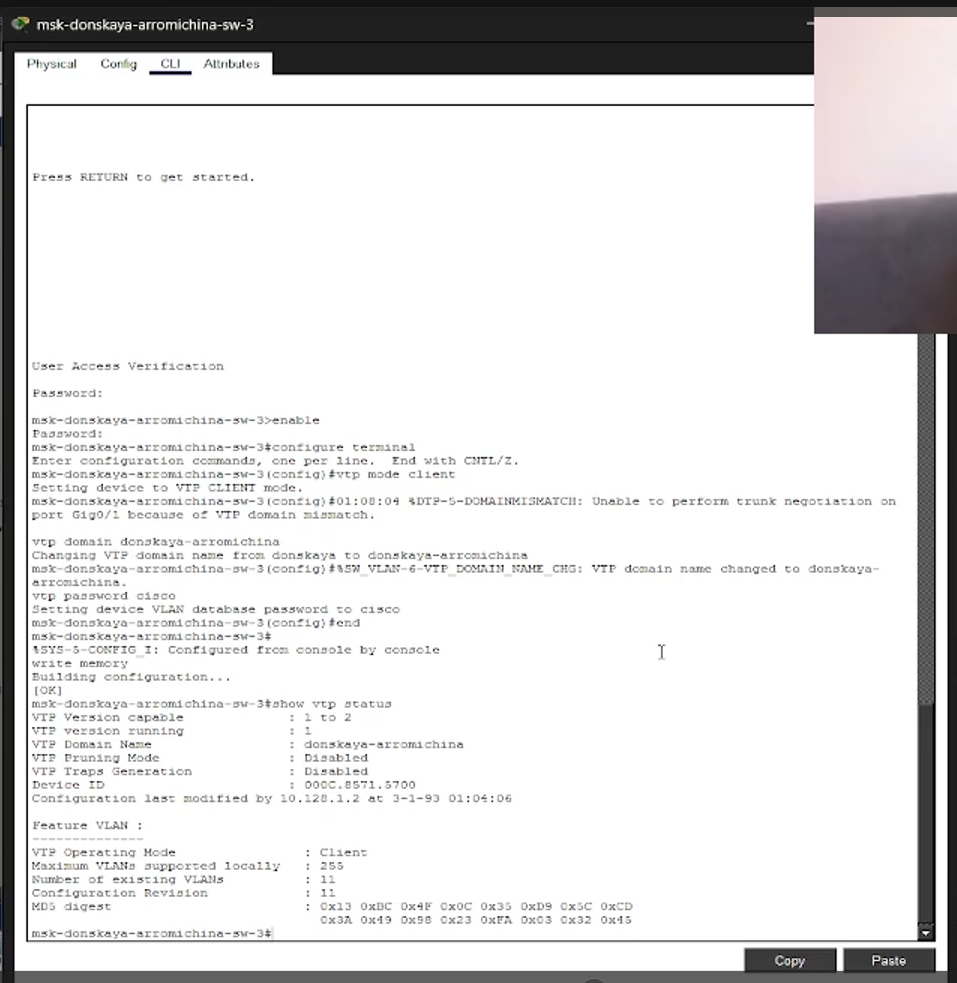 msk-donskaya-arromichina-sw-3
Physical Config CLI Attributes
Press RETURN to get started.
User Access Verification
Password:
msk-donskaya-arromichina-sw-3>enable
Password:
msk-donskaya-arromichina-sw-3#configure terminal
Enter configuration commands, one per line.  End with CNTL/Z.
msk-donskaya-arromichina-sw-3(config)#vtp mode client
Setting device to VTP CLIENT mode.
msk-donskaya-arromichina-sw-3(config)#01:08:04 %DTP-5-DOMAINMISMATCH: Unable to perform trunk negotiation on
port Gig0/1 because of VTP domain mismatch.
vtp domain donskaya-arromichina
Changing VTP domain name from donskaya to donskaya-arromichina
msk-donskaya-arromichina-sw-3(config)#%SW_VLAN-6-VTP_DOMAIN_NAME_CHG: VTP domain name changed to donskaya-
arromichina.
vtp password cisco
Setting device VLAN database password to cisco
msk-donskaya-arromichina-sw-3(config)#end
msk-donskaya-arromichina-sw-3#
%SYS-5-CONFIG_I: Configured from console by console
write memory
Building configuration...
[OK]
msk-donskaya-arromichina-sw-3#show vtp status
VTP Version capable : 1 to 2
VTP version running : 1
VTP Domain Name : donskaya-arromichina
VTP Pruning Mode : Disabled
VTP Traps Generation : Disabled
Device ID : 000C.8571.5700
Configuration last modified by 10.128.1.2 at 3-1-93 01:04:06
Feature VLAN :
--------------
VTP Operating Mode : Client
Maximum VLANs supported locally : 255
Number of existing VLANs : 11
Configuration Revision : 11
MD5 digest : 0x13 0xBC 0x4F 0x0C 0x35 0xD9 0x5C 0xCD
0x3A 0x49 0x98 0x23 0xFA 0x03 0x32 0x45
msk-donskaya-arromichina-sw-3#
Copy Paste